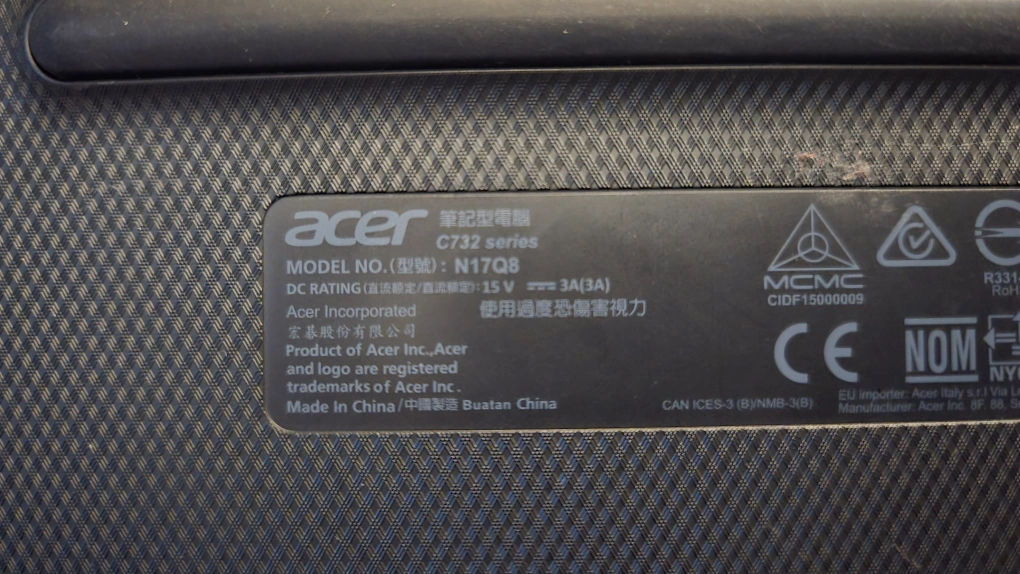 acer 筆記型電腦
C732 series
MODEL NO.(型號): N17Q8
DC RATING (直流額定/直流額定): 15 V ⎓ 3A(3A)
Acer Incorporated 使用過度恐傷害視力
宏碁股份有限公司
Product of Acer Inc.,Acer
and logo are registered
trademarks of Acer Inc.
Made In China/中國製造 Buatan China
MCMC
CIDF15000009
CE
NOM
CAN ICES-3 (B)/NMB-3(B)
EU importer: Acer Italy s.r.l Via
Manufacturer: Acer Inc. 8F, 88,
R331
RoH
NY